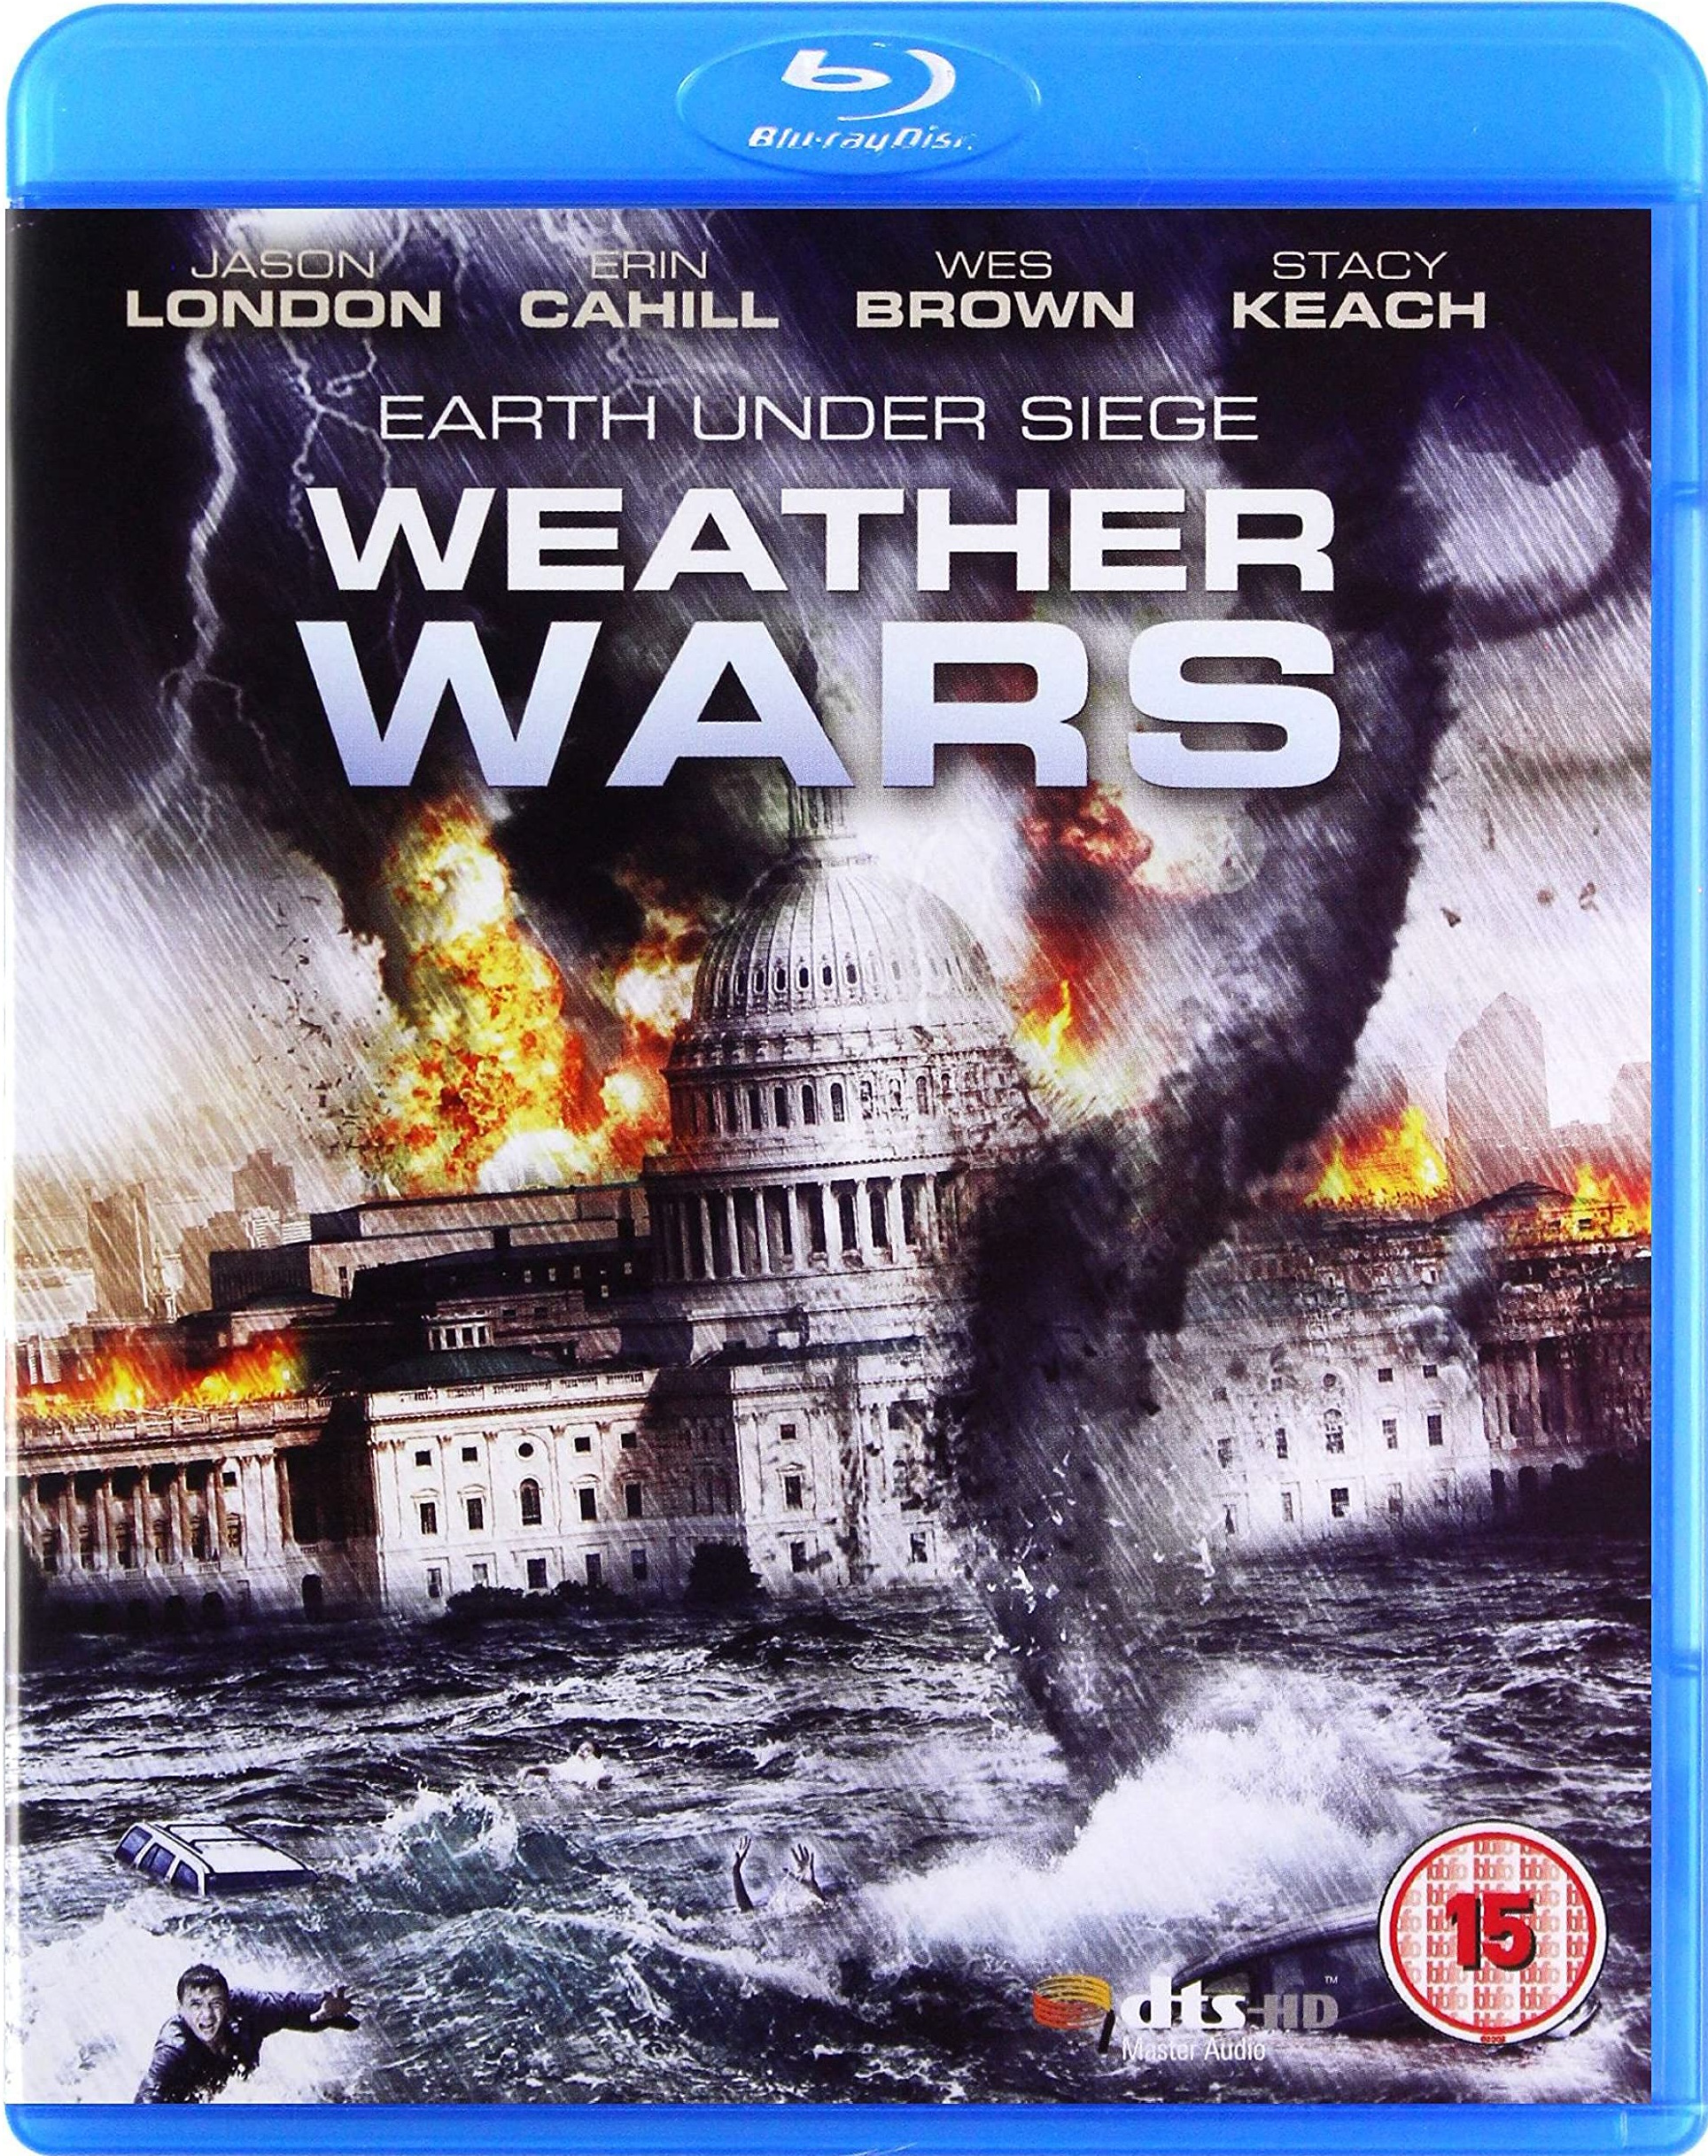 Blu-ray Disc
JASON LONDON
ERIN CAHILL
WES BROWN
STACY KEACH
EARTH UNDER SIEGE
WEATHER
WARS
15
dts-HD™
Master Audio